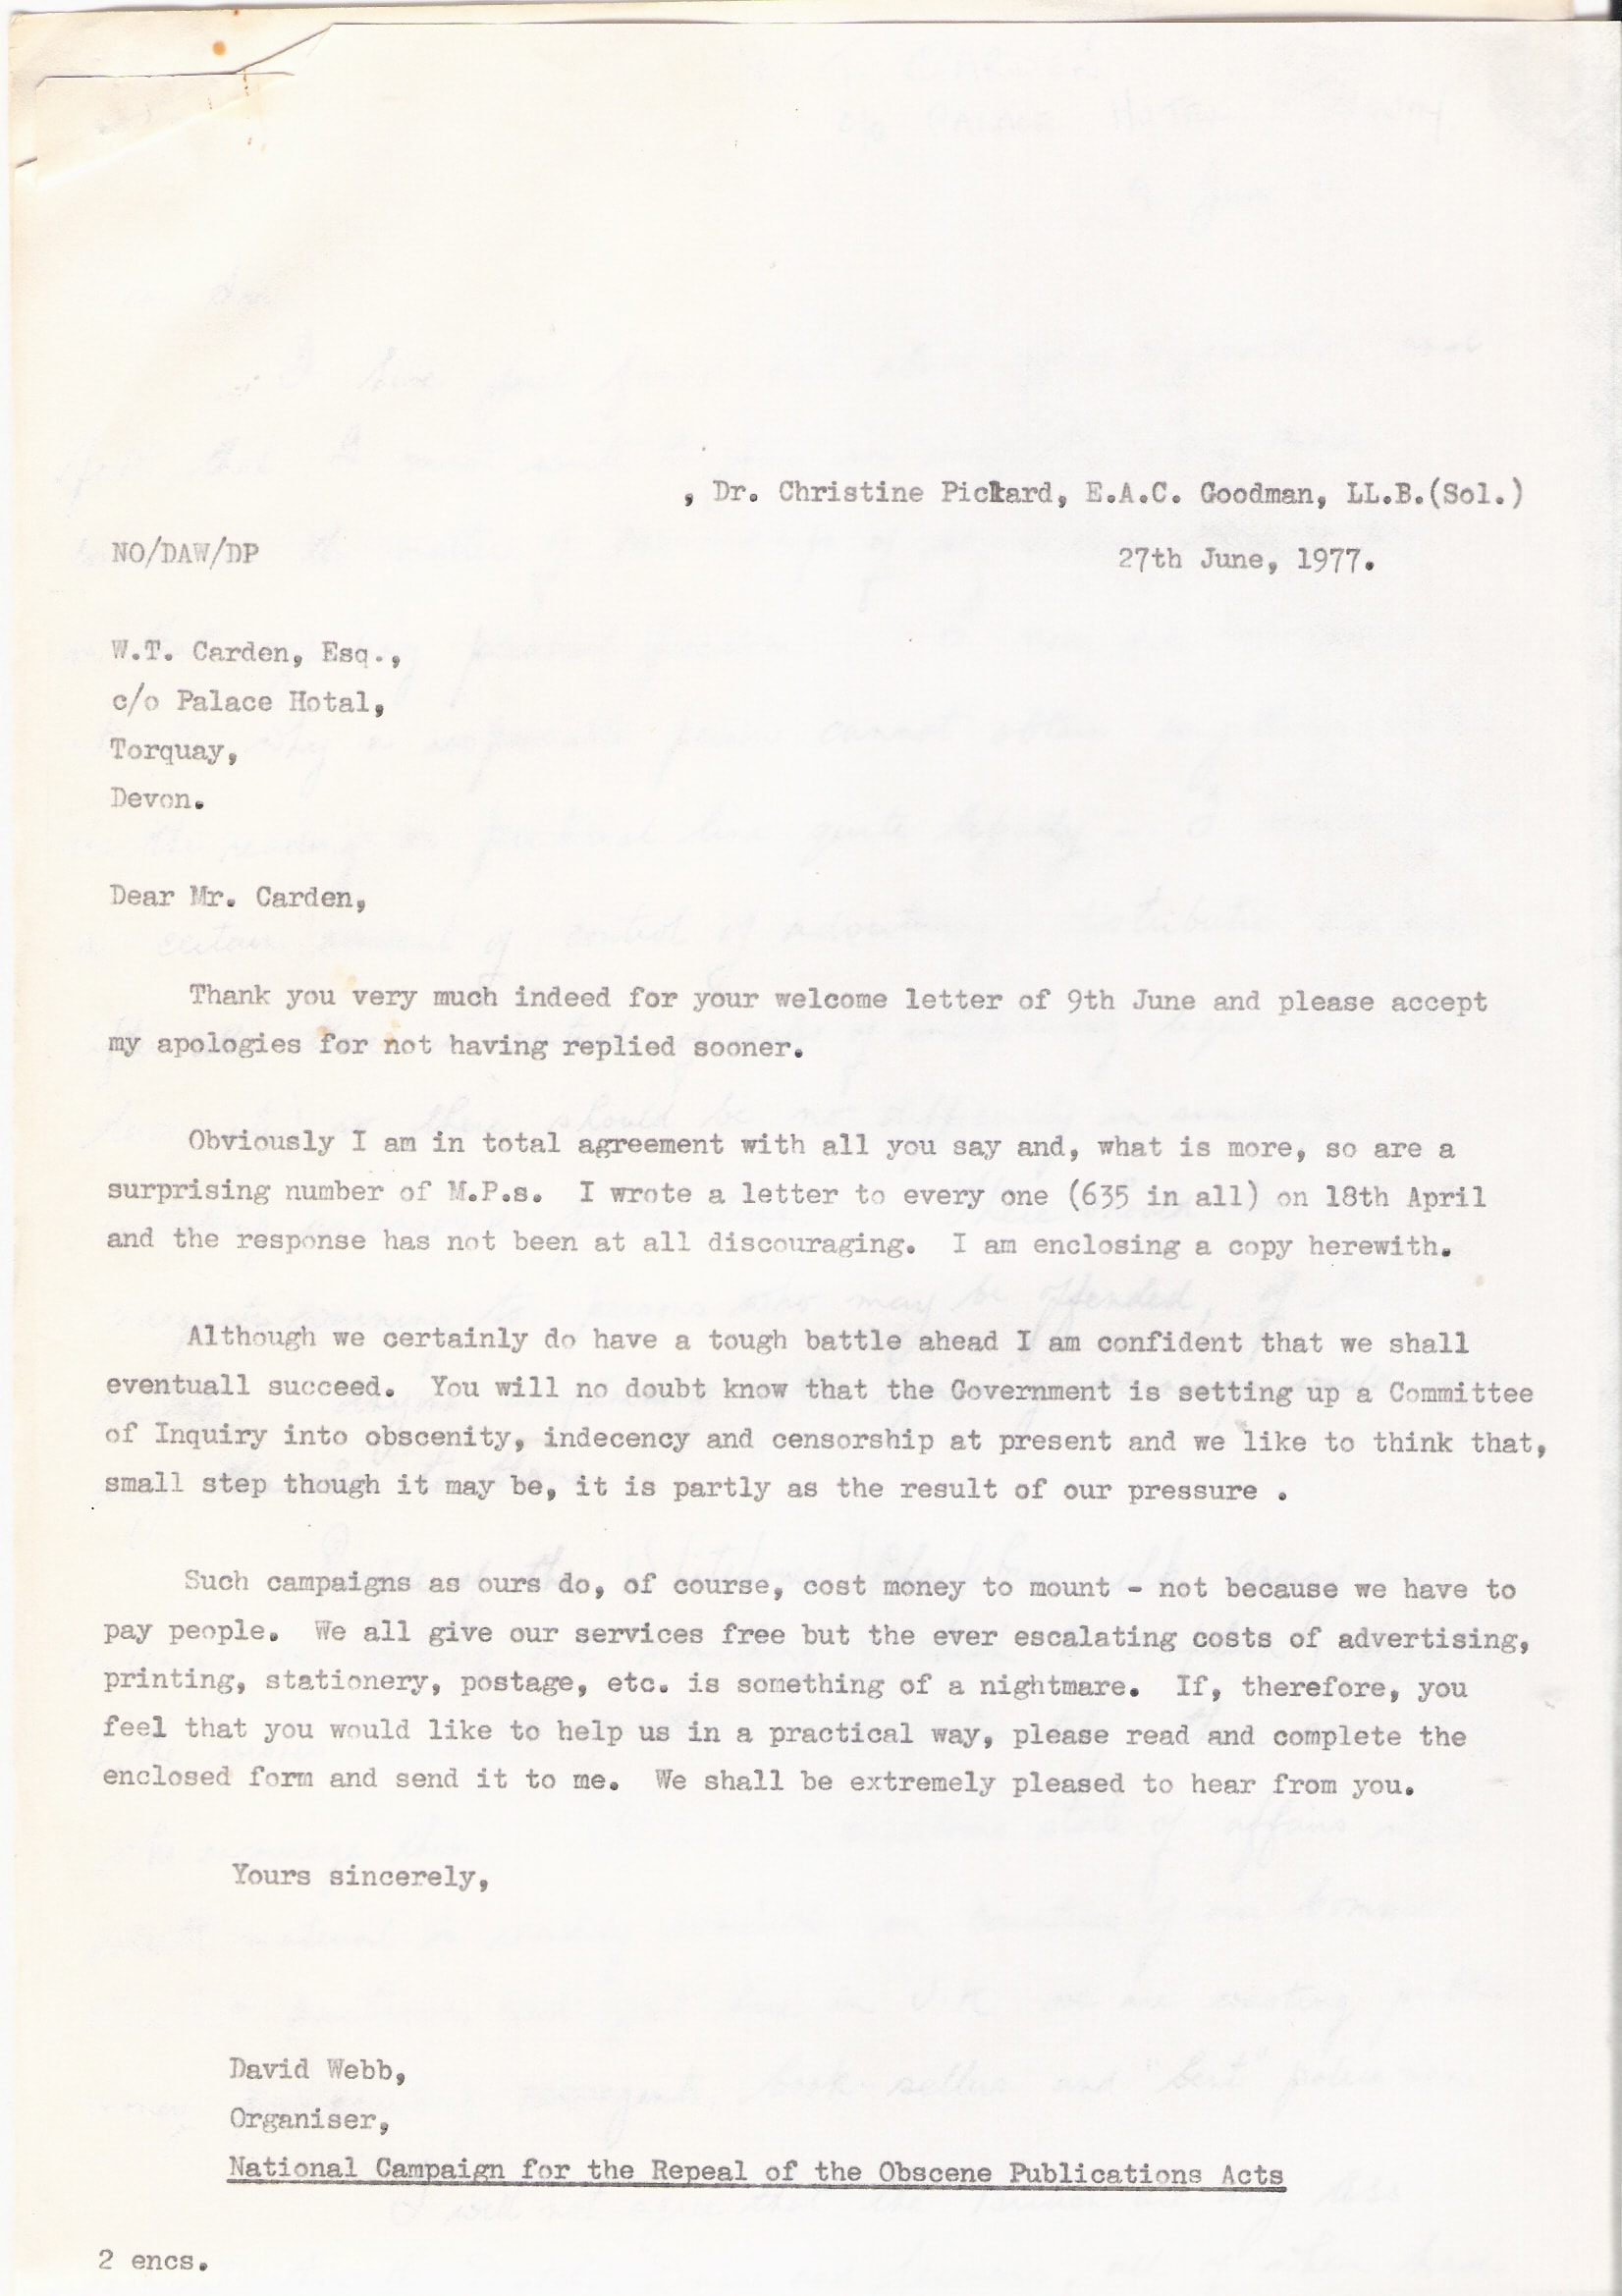 , Dr. Christine Pickard, E.A.C. Goodman, LL.B.(Sol.)
NO/DAW/DP
27th June, 1977.
W.T. Carden, Esq.,
c/o Palace Hotal,
Torquay,
Devon.
Dear Mr. Carden,
Thank you very much indeed for your welcome letter of 9th June and please accept
my apologies for not having replied sooner.
Obviously I am in total agreement with all you say and, what is more, so are a
surprising number of M.P.s. I wrote a letter to every one (635 in all) on 18th April
and the response has not been at all discouraging. I am enclosing a copy herewith.
Although we certainly do have a tough battle ahead I am confident that we shall
eventuall succeed. You will no doubt know that the Government is setting up a Committee
of Inquiry into obscenity, indecency and censorship at present and we like to think that,
small step though it may be, it is partly as the result of our pressure .
Such campaigns as ours do, of course, cost money to mount - not because we have to
pay people. We all give our services free but the ever escalating costs of advertising,
printing, stationery, postage, etc. is something of a nightmare. If, therefore, you
feel that you would like to help us in a practical way, please read and complete the
enclosed form and send it to me. We shall be extremely pleased to hear from you.
Yours sincerely,
David Webb,
Organiser,
National Campaign for the Repeal of the Obscene Publications Acts
2 encs.